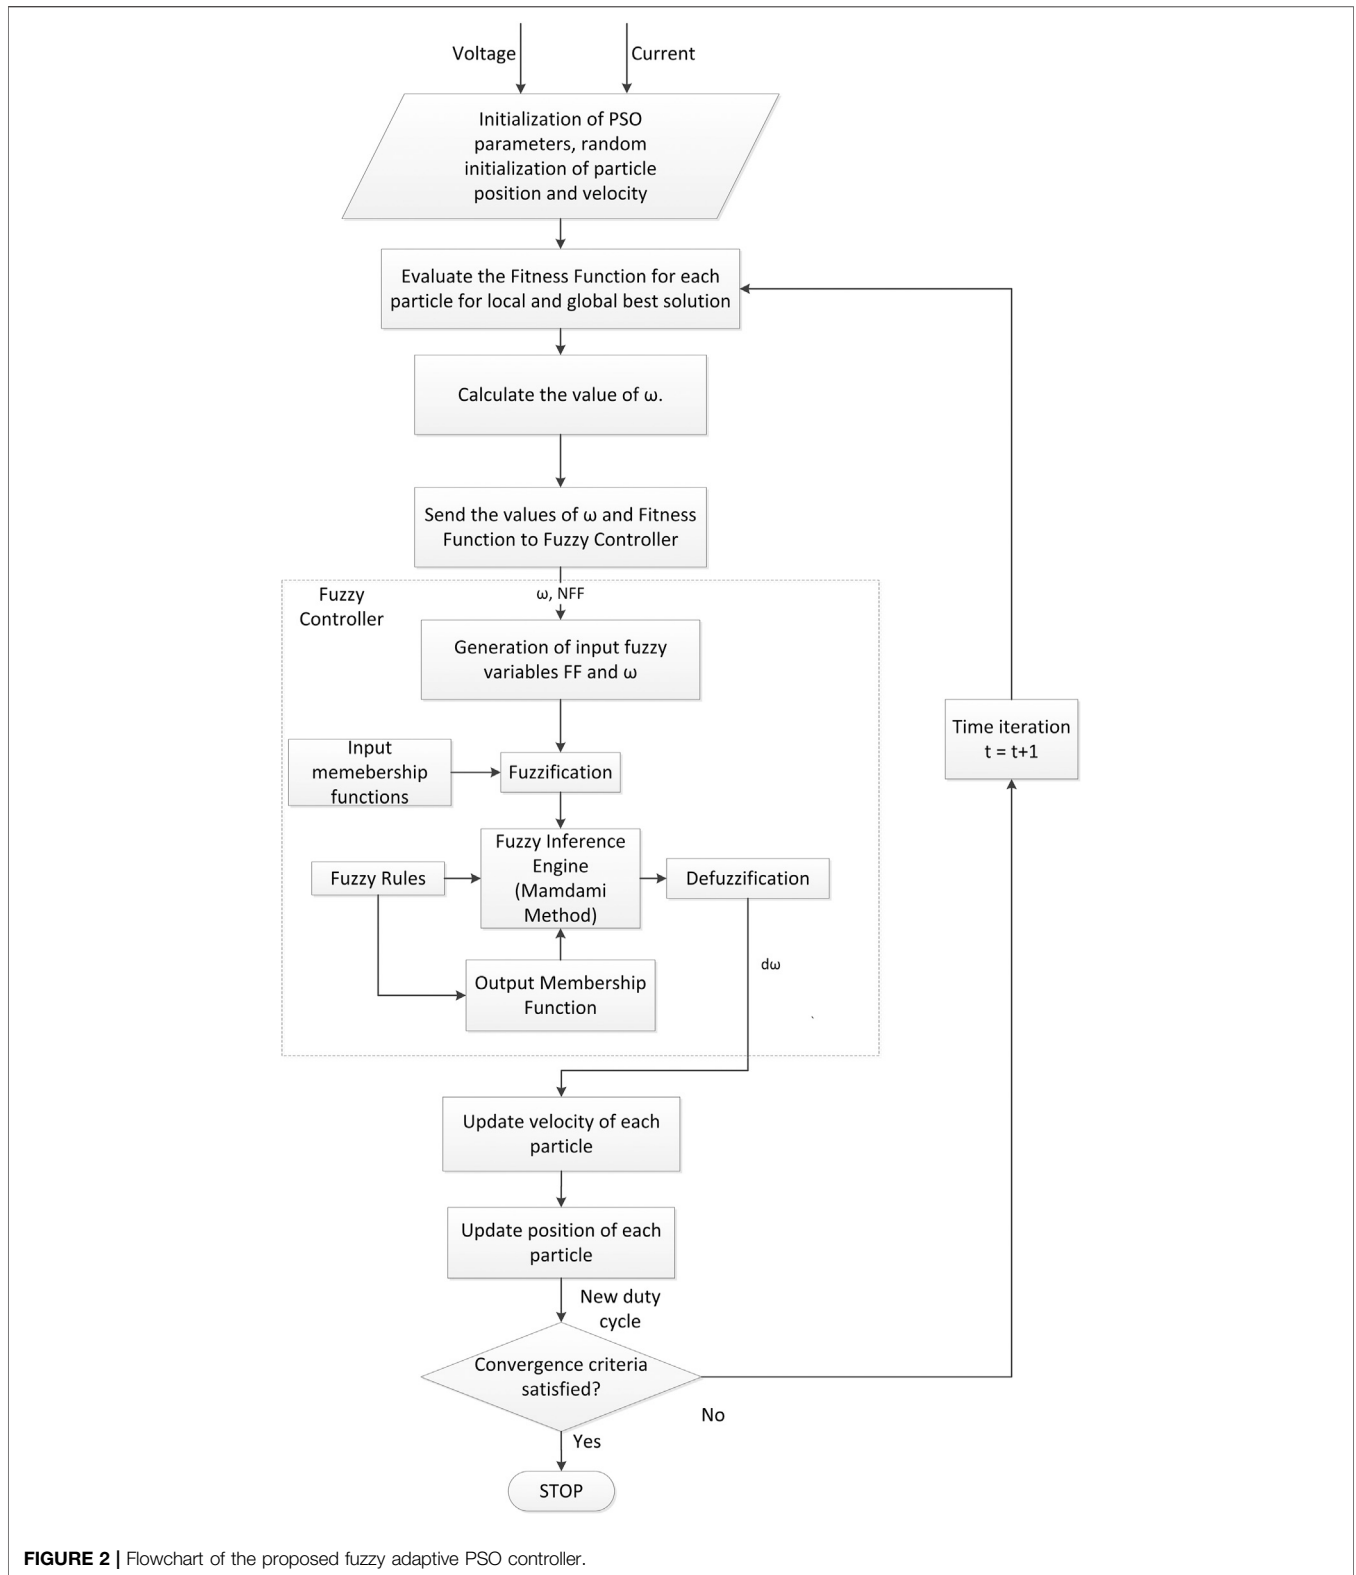 Voltage
Current
Initialization of PSO
parameters, random
initialization of particle
position and velocity
Evaluate the Fitness Function for each
particle for local and global best solution
Calculate the value of ω.
Send the values of ω and Fitness
Function to Fuzzy Controller
Fuzzy
Controller
ω, NFF
Generation of input fuzzy
variables FF and ω
Time iteration
t = t+1
Input
memebership
functions
Fuzzification
Fuzzy Inference
Engine
(Mamdami
Method)
Fuzzy Rules
Defuzzification
dω
Output Membership
Function
Update velocity of each
particle
Update position of each
particle
New duty
cycle
Convergence criteria
satisfied?
No
Yes
STOP
FIGURE 2 | Flowchart of the proposed fuzzy adaptive PSO controller.